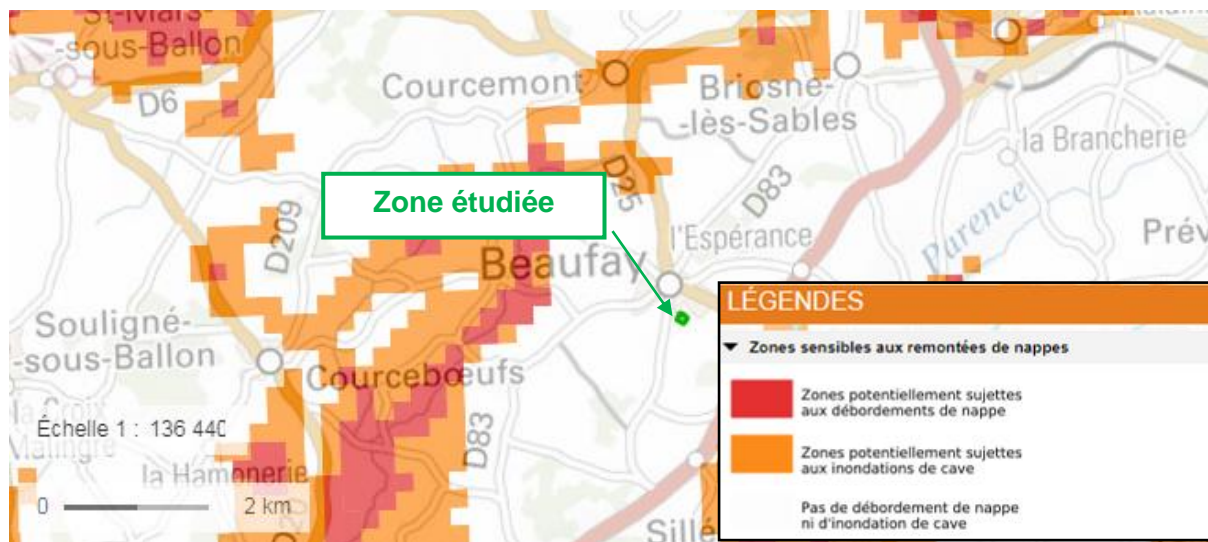 St-Mars-
-sous-Ballon
D6
Courcemont
Briosne-
-lès-Sables
la Brancherie
D25
D83
Parence
Prév
D209
Zone étudiée
l'Espérance
Beaufay
Souligné-
-sous-Ballon
Courcebœufs
la Croix
Échelle 1 : 136 440
la Hamonerie
D83
0
2 km
Sillé
LÉGENDES
Zones sensibles aux remontées de nappes
Zones potentiellement sujettes
aux débordements de nappe
Zones potentiellement sujettes
aux inondations de cave
Pas de débordement de nappe
ni d'inondation de cave